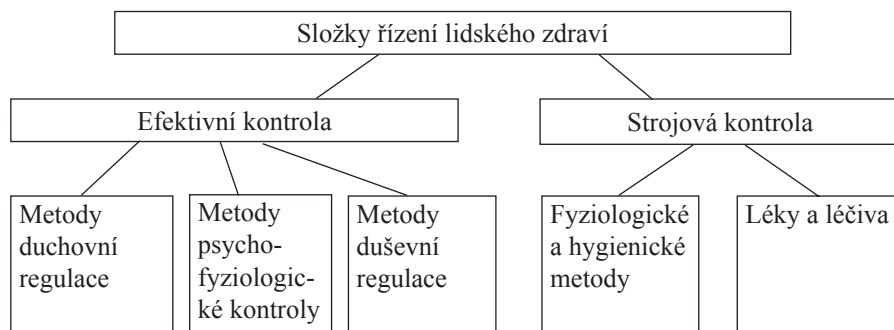 Složky řízení lidského zdraví
Efektivní kontrola
Strojová kontrola
Metody
duchovní
regulace
Metody
psycho-
fyziologic-
ké kontroly
Metody
duševní
regulace
Fyziologické
a hygienické
metody
Léky a léčiva